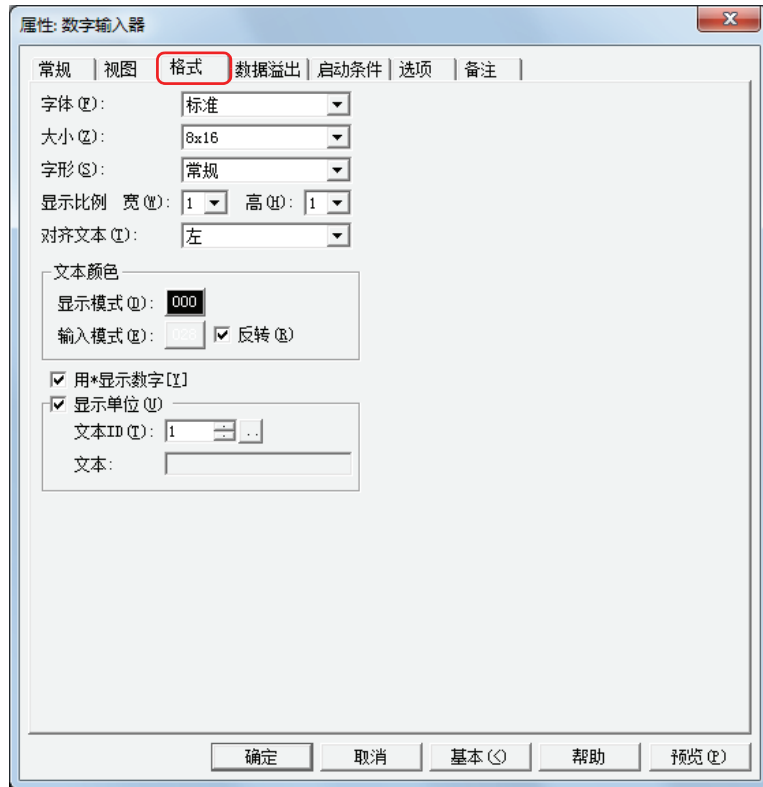 属性: 数字输入器
常规 视图 格式 数据溢出 启动条件 选项 备注
字体(F): 标准
大小(Z): 8x16
字形(S): 常规
显示比例 宽(W): 1 高(H): 1
对齐文本(T): 左
文本颜色
显示模式(D): 000
输入模式(E): 026 反转(R)
用*显示数字[Y]
显示单位(U)
文本ID(T): 1 ..
文本:
确定 取消 基本(<) 帮助 预览(P)